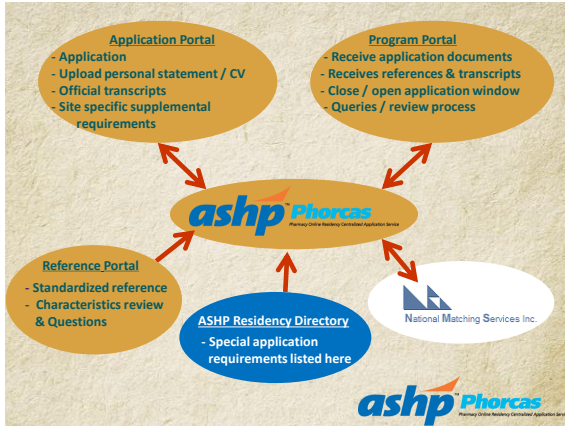 Application Portal
- Application
- Upload personal statement / CV
- Official transcripts
- Site specific supplemental
requirements
Program Portal
- Receive application documents
- Receives references & transcripts
- Close / open application window
- Queries / review process
ashp™ Phorcas
Pharmacy Online Residency Centralized Application Service
Reference Portal
- Standardized reference
- Characteristics review
& Questions
ASHP Residency Directory
- Special application
requirements listed here
National Matching Services Inc.
ashp™ Phorcas
Pharmacy Online Residency Centralized Application Service